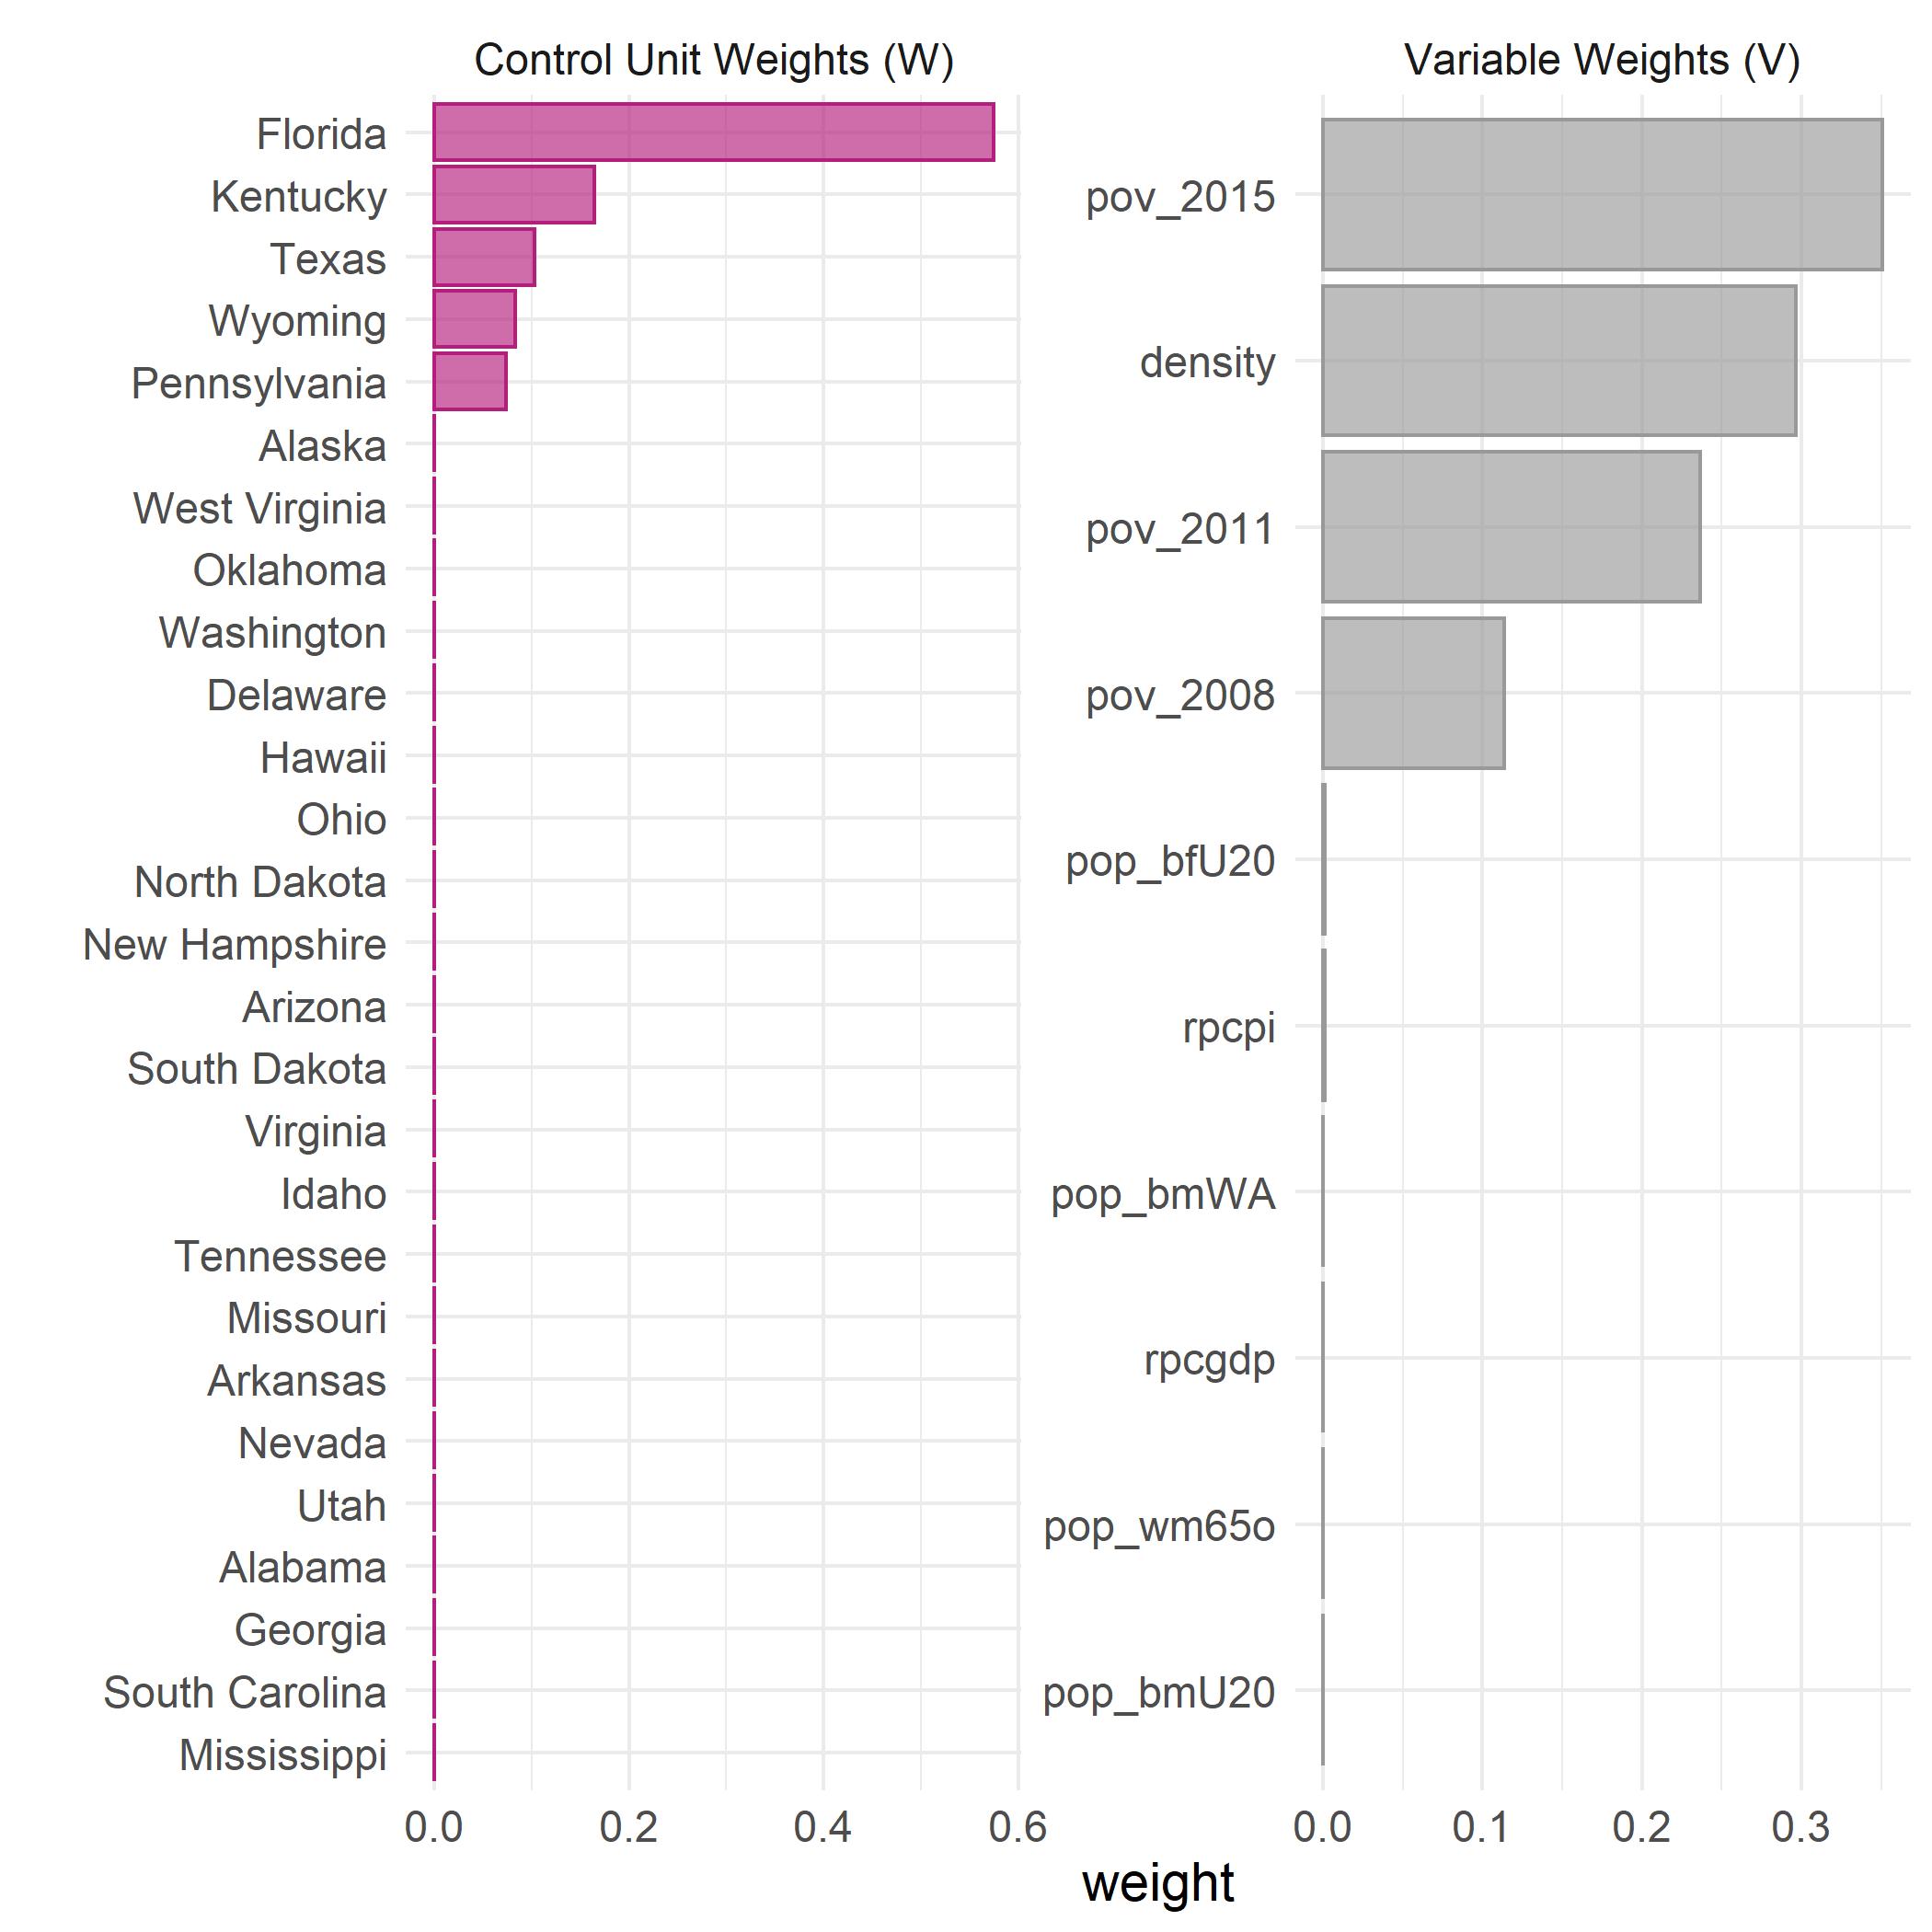 Control Unit Weights (W)
Florida
Kentucky
Texas
Wyoming
Pennsylvania
Alaska
West Virginia
Oklahoma
Washington
Delaware
Hawaii
Ohio
North Dakota
New Hampshire
Arizona
South Dakota
Virginia
Idaho
Tennessee
Missouri
Arkansas
Nevada
Utah
Alabama
Georgia
South Carolina
Mississippi
0.0 0.2 0.4 0.6
Variable Weights (V)
pov_2015
density
pov_2011
pov_2008
pop_bfU20
rpcpi
pop_bmWA
rpcgdp
pop_wm65o
pop_bmU20
0.0 0.1 0.2 0.3
weight